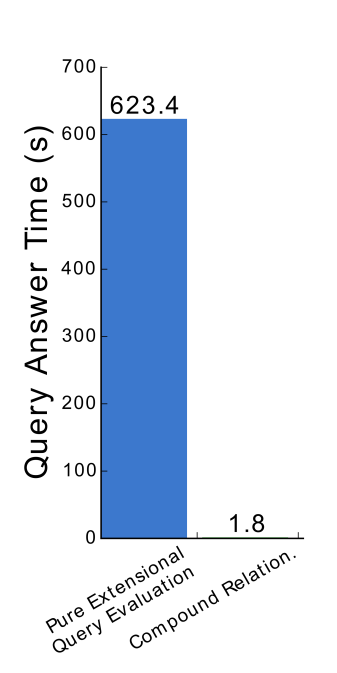 Query Answer Time (s)
700
600
500
400
300
200
100
0
623.4
1.8
Pure Extensional
Query Evaluation
Compound Relation.